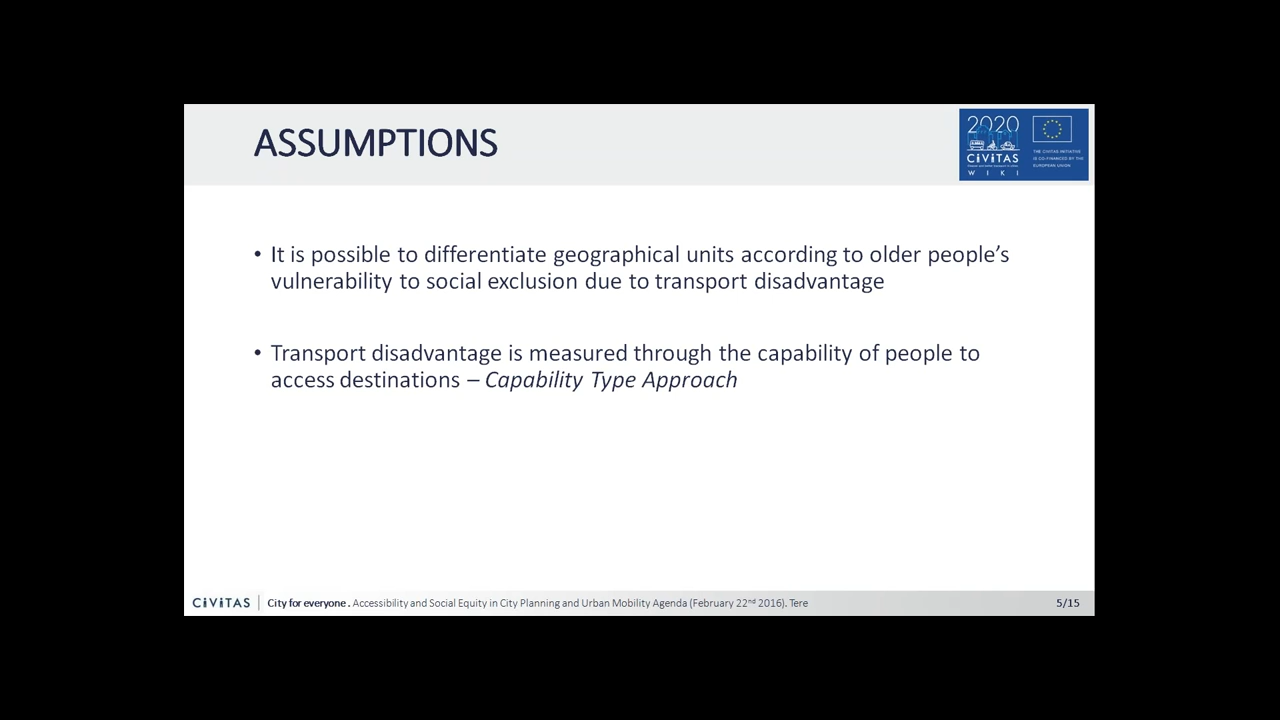 ASSUMPTIONS
2020
CiViTAS
W I K I
THE CIVITAS INITIATIVE
IS CO-FINANCED BY THE
EUROPEAN UNION
• It is possible to differentiate geographical units according to older people’s
vulnerability to social exclusion due to transport disadvantage
• Transport disadvantage is measured through the capability of people to
access destinations – Capability Type Approach
CiViTAS | City for everyone . Accessibility and Social Equity in City Planning and Urban Mobility Agenda (February 22nd 2016). Tere
5/15